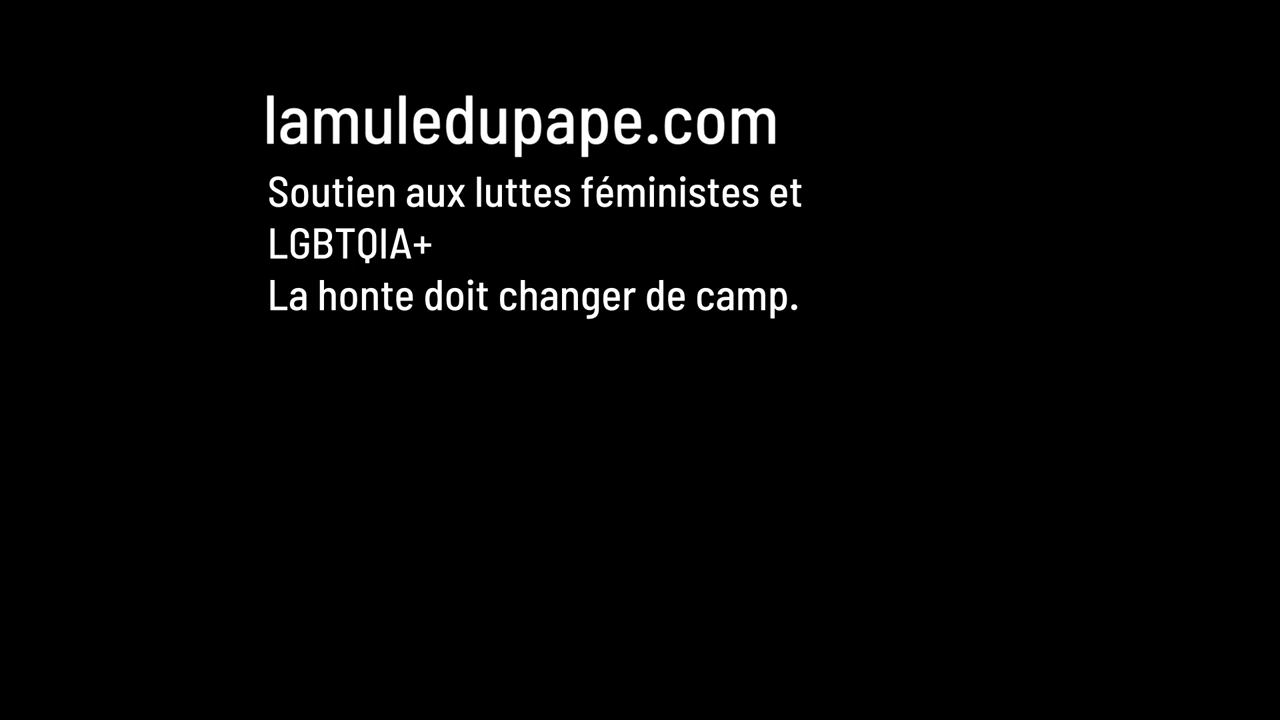 lamuledupape.com
Soutien aux luttes féministes et
LGBTQIA+
La honte doit changer de camp.